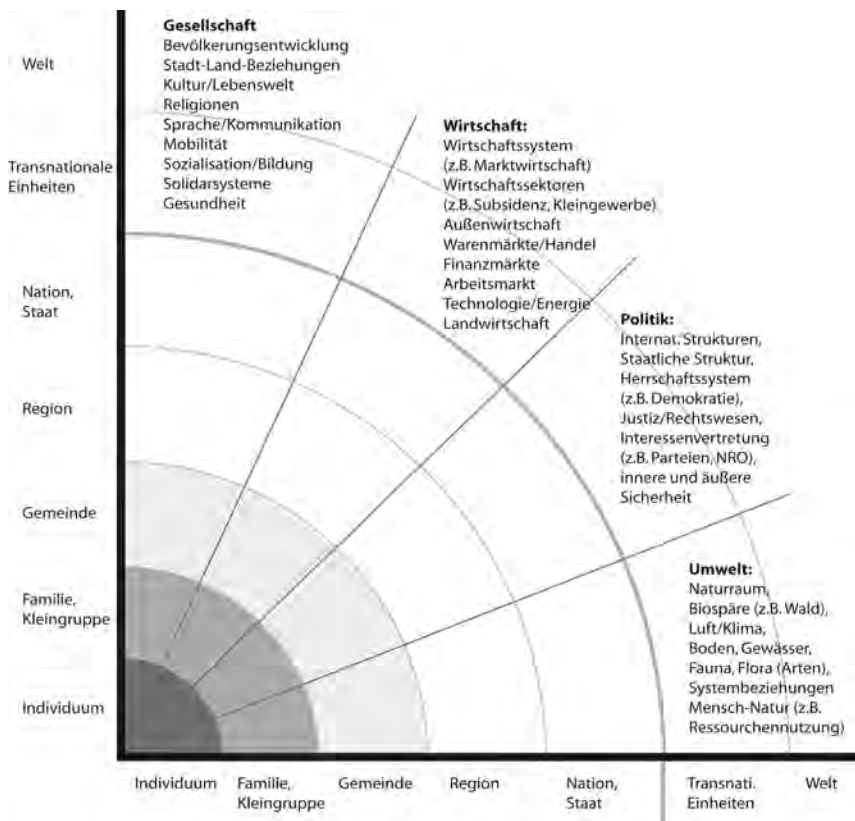 Welt
Transnationale
Einheiten
Nation,
Staat
Region
Gemeinde
Familie,
Kleingruppe
Individuum
Gesellschaft
Bevölkerungsentwicklung
Stadt-Land-Beziehungen
Kultur/Lebenswelt
Religionen
Sprache/Kommunikation
Mobilität
Sozialisation/Bildung
Solidarsysteme
Gesundheit
Wirtschaft:
Wirtschaftssystem
(z.B. Marktwirtschaft)
Wirtschaftssektoren
(z.B. Subsidenz, Kleingewerbe)
Außenwirtschaft
Warenmärkte/Handel
Finanzmärkte
Arbeitsmarkt
Technologie/Energie
Landwirtschaft
Politik:
Internat. Strukturen,
Staatliche Struktur,
Herrschaftssystem
(z.B. Demokratie),
Justiz/Rechtswesen,
Interessenvertretung
(z.B. Parteien, NRO),
innere und äußere
Sicherheit
Umwelt:
Naturraum,
Biospäre (z.B. Wald),
Luft/Klima,
Boden, Gewässer,
Fauna, Flora (Arten),
Systembeziehungen
Mensch-Natur (z.B.
Ressourchennutzung)
Individuum
Familie,
Kleingruppe
Gemeinde
Region
Nation,
Staat
Transnati.
Einheiten
Welt